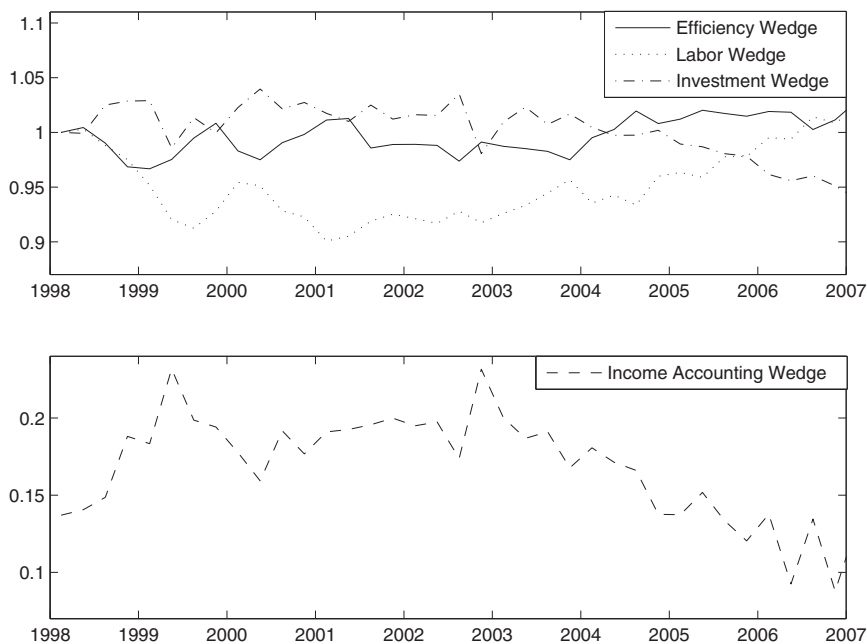 1.1
1.05
1
0.95
0.9
Efficiency Wedge
Labor Wedge
Investment Wedge
1998 1999 2000 2001 2002 2003 2004 2005 2006 2007
0.2
0.15
0.1
Income Accounting Wedge
1998 1999 2000 2001 2002 2003 2004 2005 2006 2007